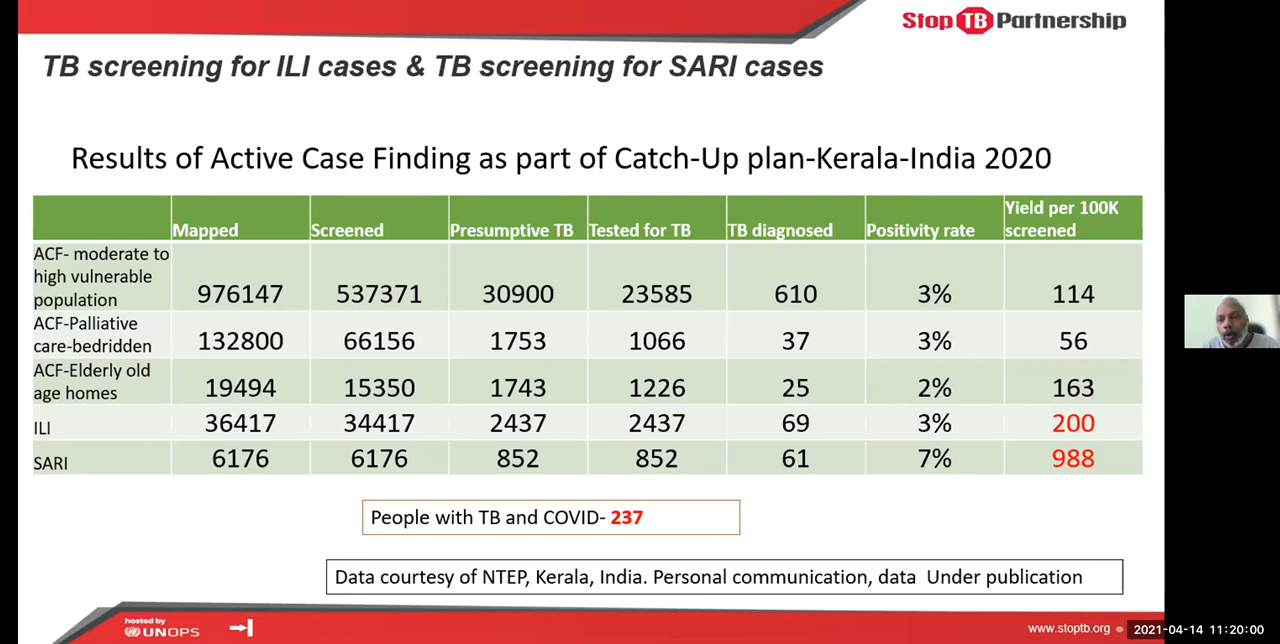 Stop TB Partnership
TB screening for ILI cases & TB screening for SARI cases
Results of Active Case Finding as part of Catch-Up plan-Kerala-India 2020
Mapped Screened Presumptive TB Tested for TB TB diagnosed Positivity rate Yield per 100K screened
ACF- moderate to
high vulnerable
population 976147 537371 30900 23585 610 3% 114
ACF-Palliative
care-bedridden 132800 66156 1753 1066 37 3% 56
ACF-Elderly old
age homes 19494 15350 1743 1226 25 2% 163
ILI 36417 34417 2437 2437 69 3% 200
SARI 6176 6176 852 852 61 7% 988
People with TB and COVID- 237
Data courtesy of NTEP, Kerala, India. Personal communication, data Under publication
hosted by
UNOPS
www.stoptb.org
2021-04-14 11:20:00